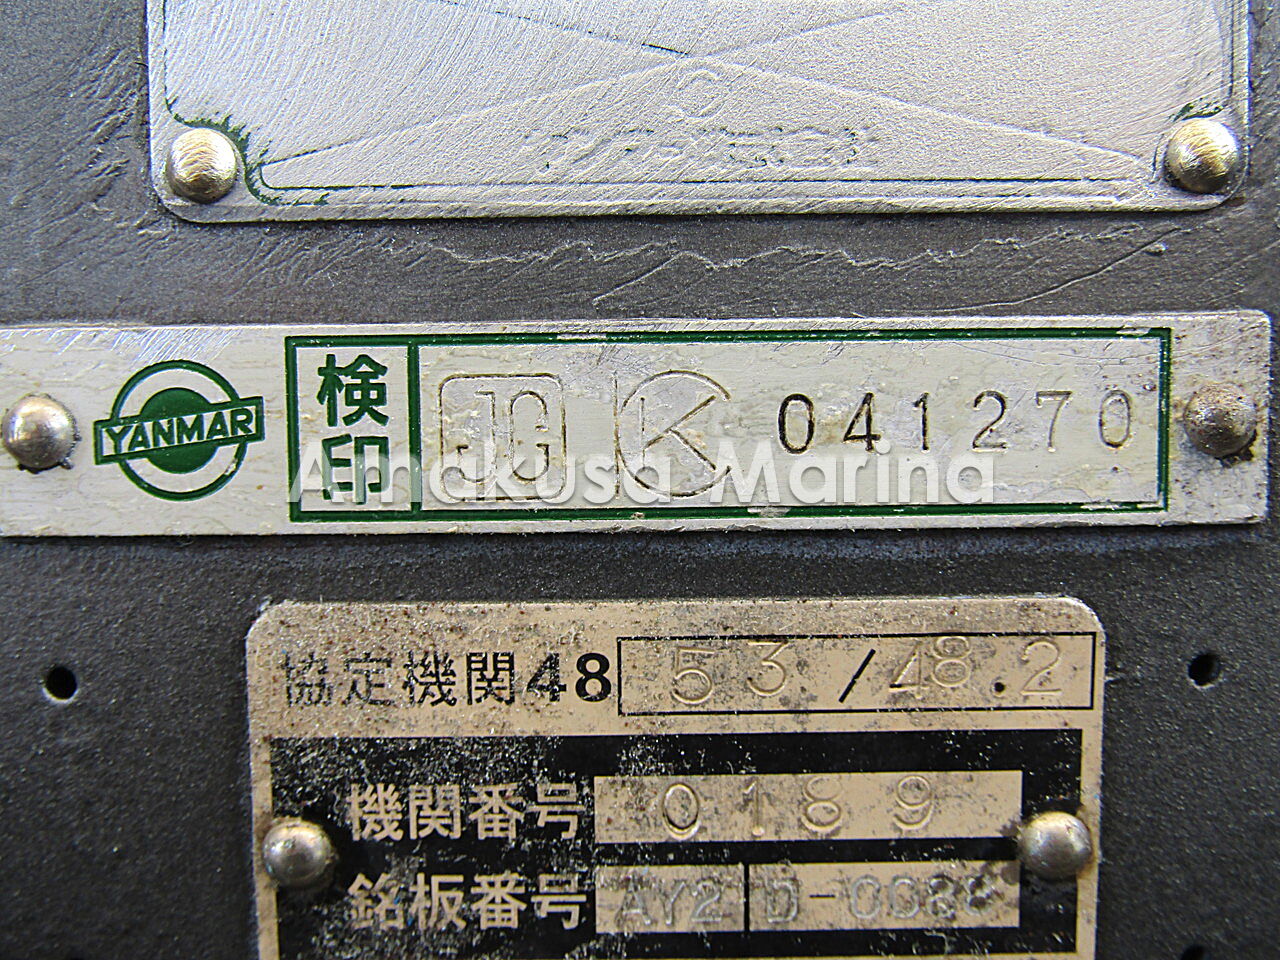 YANMAR 検印 JG K 041270
Amakusa Marina
協定機関48 53/48.2
機関番号 0189
銘板番号 AY2 D-0088